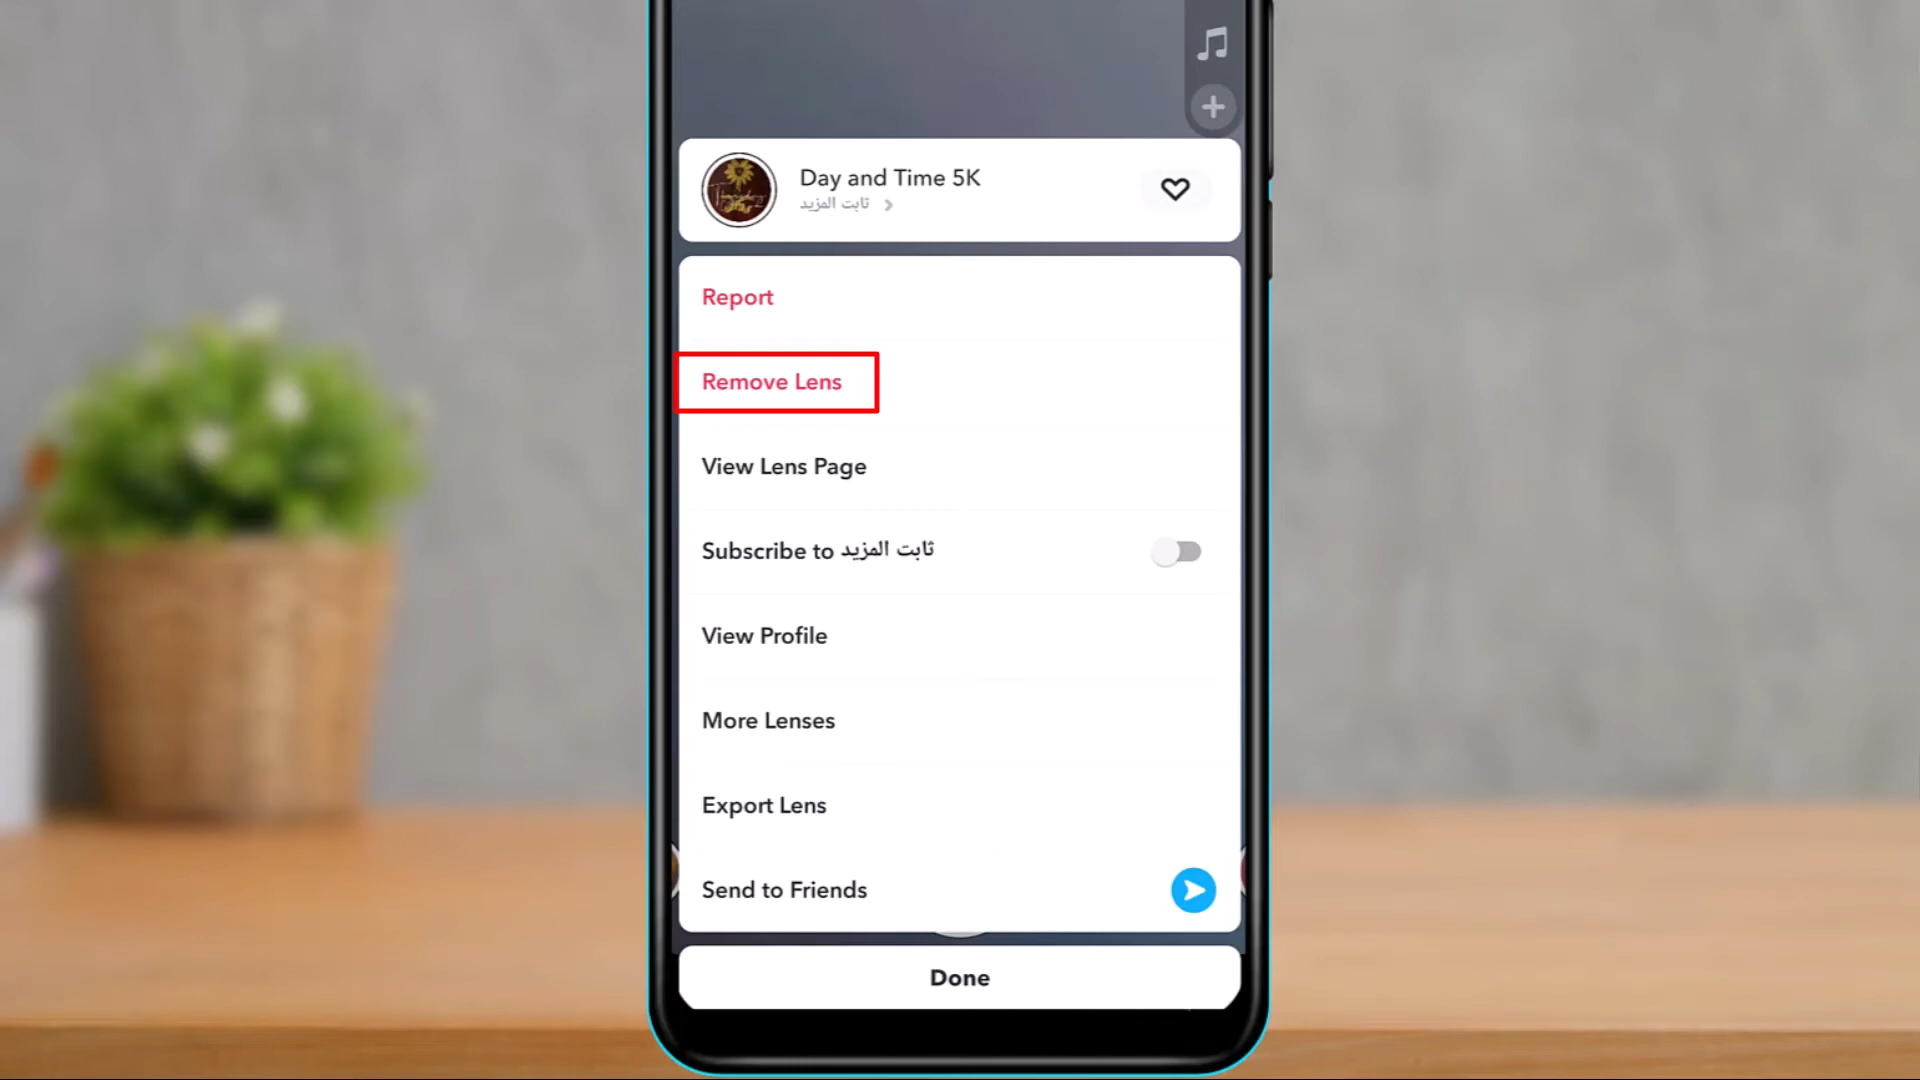 Day and Time 5K
ثابت المزيد
Report
Remove Lens
View Lens Page
Subscribe to ثابت المزيد
View Profile
More Lenses
Export Lens
Send to Friends
Done